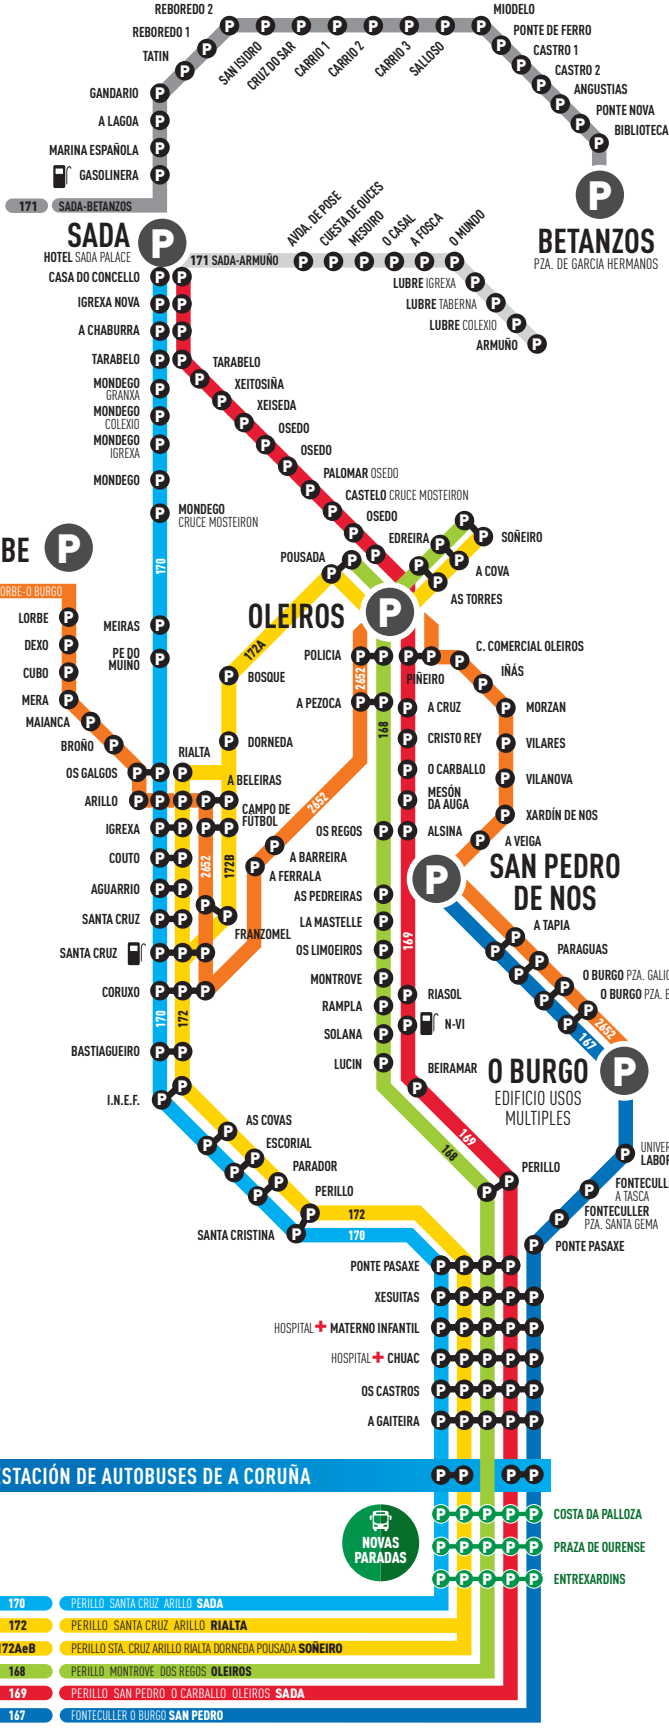 REBOREDO 2
REBOREDO 1
TATIN
SAN ISIDRO
CRUZ DO SAR
CARRIO 1
CARRIO 2
CARRIO 3
SALLOSO
MIODELO
PONTE DE FERRO
CASTRO 1
CASTRO 2
ANGUSTIAS
PONTE NOVA
BIBLIOTECA
GANDARIO
A LAGOA
MARINA ESPAÑOLA
GASOLINERA
171 SADA-BETANZOS
BETANZOS
PZA. DE GARCIA HERMANOS
SADA
HOTEL SADA PALACE
171 SADA-ARMUÑO
AVDA. DE POSE
CUESTA DE OUCES
MESOIRO
O CASAL
A FOSCA
O MUNDO
LUBRE IGREXA
LUBRE TABERNA
LUBRE COLEXIO
ARMUÑO
CASA DO CONCELLO
IGREXA NOVA
A CHABURRA
TARABELO
MONDEGO
GRANXA
MONDEGO
COLEXIO
MONDEGO
IGREXA
MONDEGO
MONDEGO
CRUCE MOSTEIRON
TARABELO
XEITOSIÑA
XEISEDA
OSEDO
OSEDO
PALOMAR OSEDO
CASTELO CRUCE MOSTEIRON
OSEDO
EDREIRA
SOÑEIRO
A COVA
AS TORRES
POUSADA
OLEIROS
BE
ORBE-O BURGO
170
LORBE
DEXO
CUBO
MERA
MAIANCA
BROÑO
MEIRAS
PE DO
MUIÑO
172A
BOSQUE
DORNEDA
RIALTA
A BELEIRAS
OS GALGOS
ARILLO
CAMPO DE
FÚTBOL
IGREXA
COUTO
AGUARRIO
SANTA CRUZ
SANTA CRUZ
CORUXO
BASTIAGUEIRO
I.N.E.F.
2652
172B
FRANZOMEL
A FERRALA
A BARREIRA
2652
170
172
POLICIA
A PEZOCA
2652
168
PIÑEIRO
C. COMERCIAL OLEIROS
IÑÁS
MORZAN
VILARES
VILANOVA
XARDÍN DE NOS
A VEIGA
A CRUZ
CRISTO REY
O CARBALLO
MESÓN
DA AUGA
OS REGOS
ALSINA
SAN PEDRO
DE NOS
AS PEDREIRAS
LA MASTELLE
OS LIMOEIROS
MONTROVE
RAMPLA
SOLANA
LUCIN
169
A TAPIA
PARAGUAS
O BURGO PZA.
O BURGO PZA.
2652
167
RIASOL
N-VI
BEIRAMAR
O BURGO
EDIFICIO USOS
MULTIPLES
169
168
PERILLO
FONTECULLER
PZA. SANTA GEMA
A TASCA
PONTE PASAXE
AS COVAS
ESCORIAL
PARADOR
PERILLO
SANTA CRISTINA
172
170
PONTE PASAXE
XESUITAS
HOSPITAL + MATERNO INFANTIL
HOSPITAL + CHUAC
OS CASTROS
A GAITEIRA
ESTACIÓN DE AUTOBUSES DE A CORUÑA
NOVAS
PARADAS
COSTA DA PALLOZA
PRAZA DE OURENSE
ENTREXARDINS
170 PERILLO SANTA CRUZ ARILLO SADA
172 PERILLO SANTA CRUZ ARILLO RIALTA
172AeB PERILLO STA. CRUZ ARILLO RIALTA DORNEDA POUSADA SOÑEIRO
168 PERILLO MONTROVE DOS REGOS OLEIROS
169 PERILLO SAN PEDRO O CARBALLO OLEIROS SADA
167 FONTECULLER O BURGO SAN PEDRO